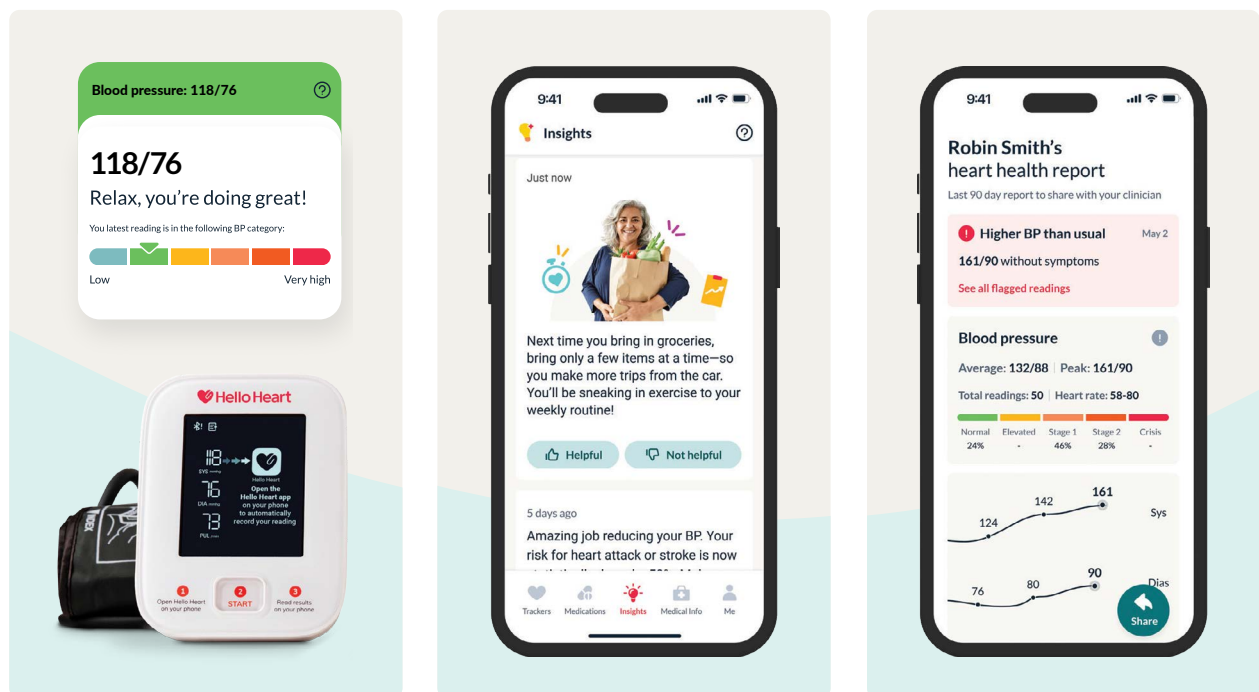 Blood pressure: 118/76
118/76
Relax, you’re doing great!
You latest reading is in the following BP category:
Low
Very high
Hello Heart
118
SYS mmHg
Hello Heart
Open the
Hello Heart app
on your phone
to automatically
record your reading
76
DIA mmHg
73
PUL /min
INDEX
1
2
3
Open Hello Heart
on your phone
START
Read results
on your phone
9:41
Insights
Just now
Next time you bring in groceries,
bring only a few items at a time—so
you make more trips from the car.
You’ll be sneaking in exercise to your
weekly routine!
Helpful
Not helpful
5 days ago
Amazing job reducing your BP. Your
risk for heart attack or stroke is now
Trackers
Medications
Insights
Medical Info
Me
9:41
Robin Smith’s
heart health report
Last 90 day report to share with your clinician
Higher BP than usual
May 2
161/90 without symptoms
See all flagged readings
Blood pressure
Average: 132/88 | Peak: 161/90
Total readings: 50 | Heart rate: 58-80
Normal Elevated Stage 1 Stage 2 Crisis
24% - 46% 28% -
124
142
161
Sys
76
80
90
Dias
Share